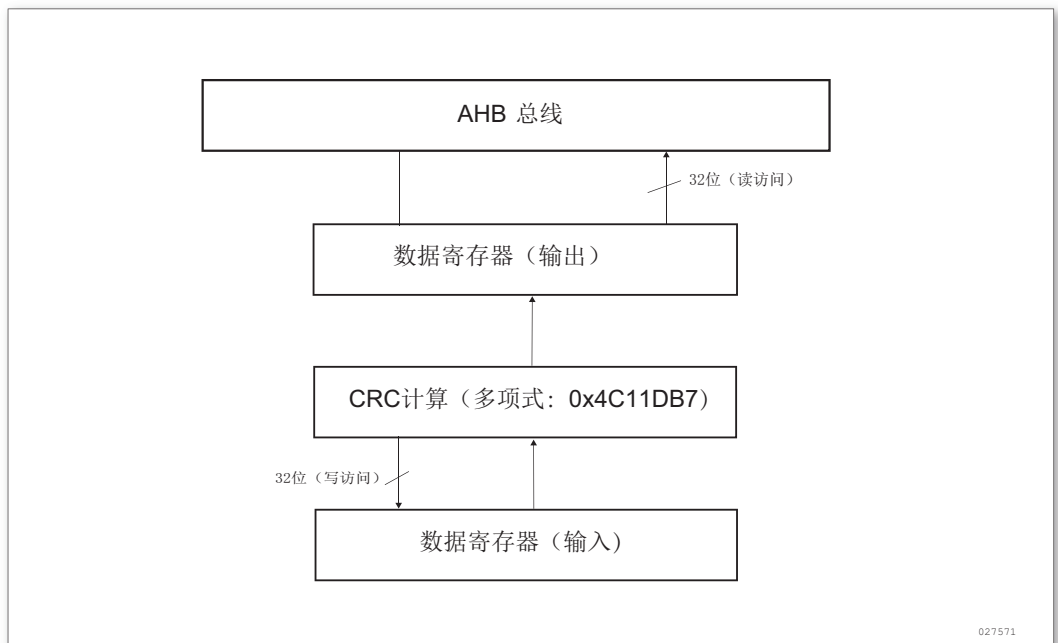 AHB 总线
32位（读访问）
数据寄存器（输出）
CRC计算（多项式：0x4C11DB7）
32位（写访问）
数据寄存器（输入）
027571